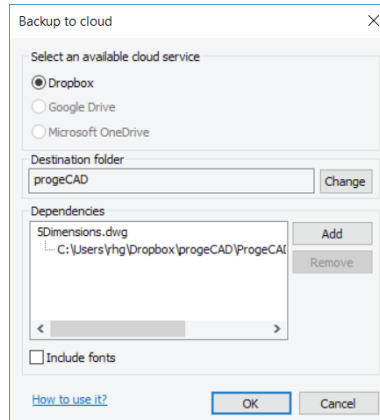 Backup to cloud
Select an available cloud service
Dropbox
Google Drive
Microsoft OneDrive
Destination folder
progeCAD
Change
Dependencies
5Dimensions.dwg
Add
C:\Users\rhg\Dropbox\progeCAD\ProgeCAD
Remove
Include fonts
How to use it?
OK
Cancel